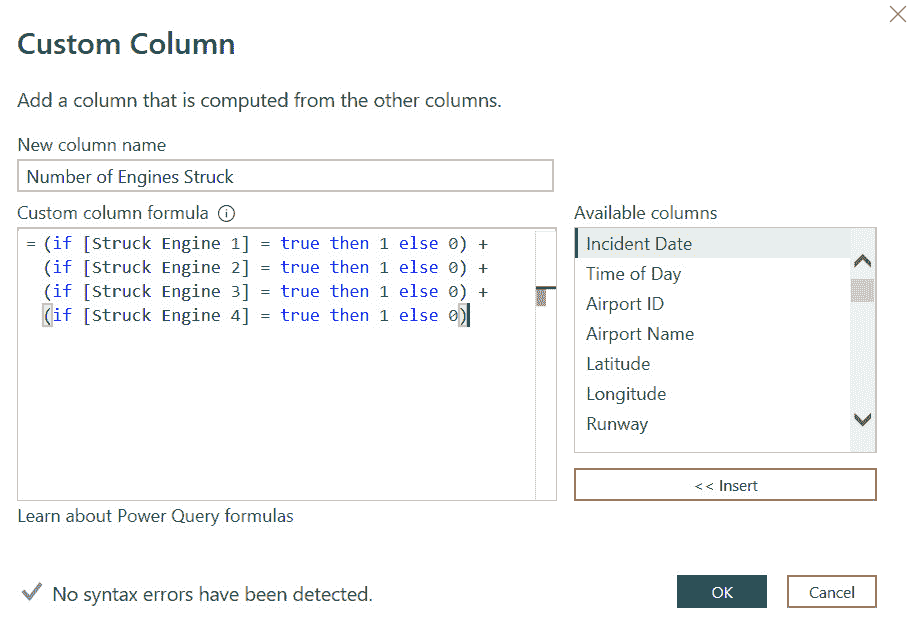 Custom Column
Add a column that is computed from the other columns.
New column name
Number of Engines Struck
Custom column formula
= (if [Struck Engine 1] = true then 1 else 0) +
(if [Struck Engine 2] = true then 1 else 0) +
(if [Struck Engine 3] = true then 1 else 0) +
(if [Struck Engine 4] = true then 1 else 0)
Available columns
Incident Date
Time of Day
Airport ID
Airport Name
Latitude
Longitude
Runway
<< Insert
Learn about Power Query formulas
No syntax errors have been detected.
OK
Cancel